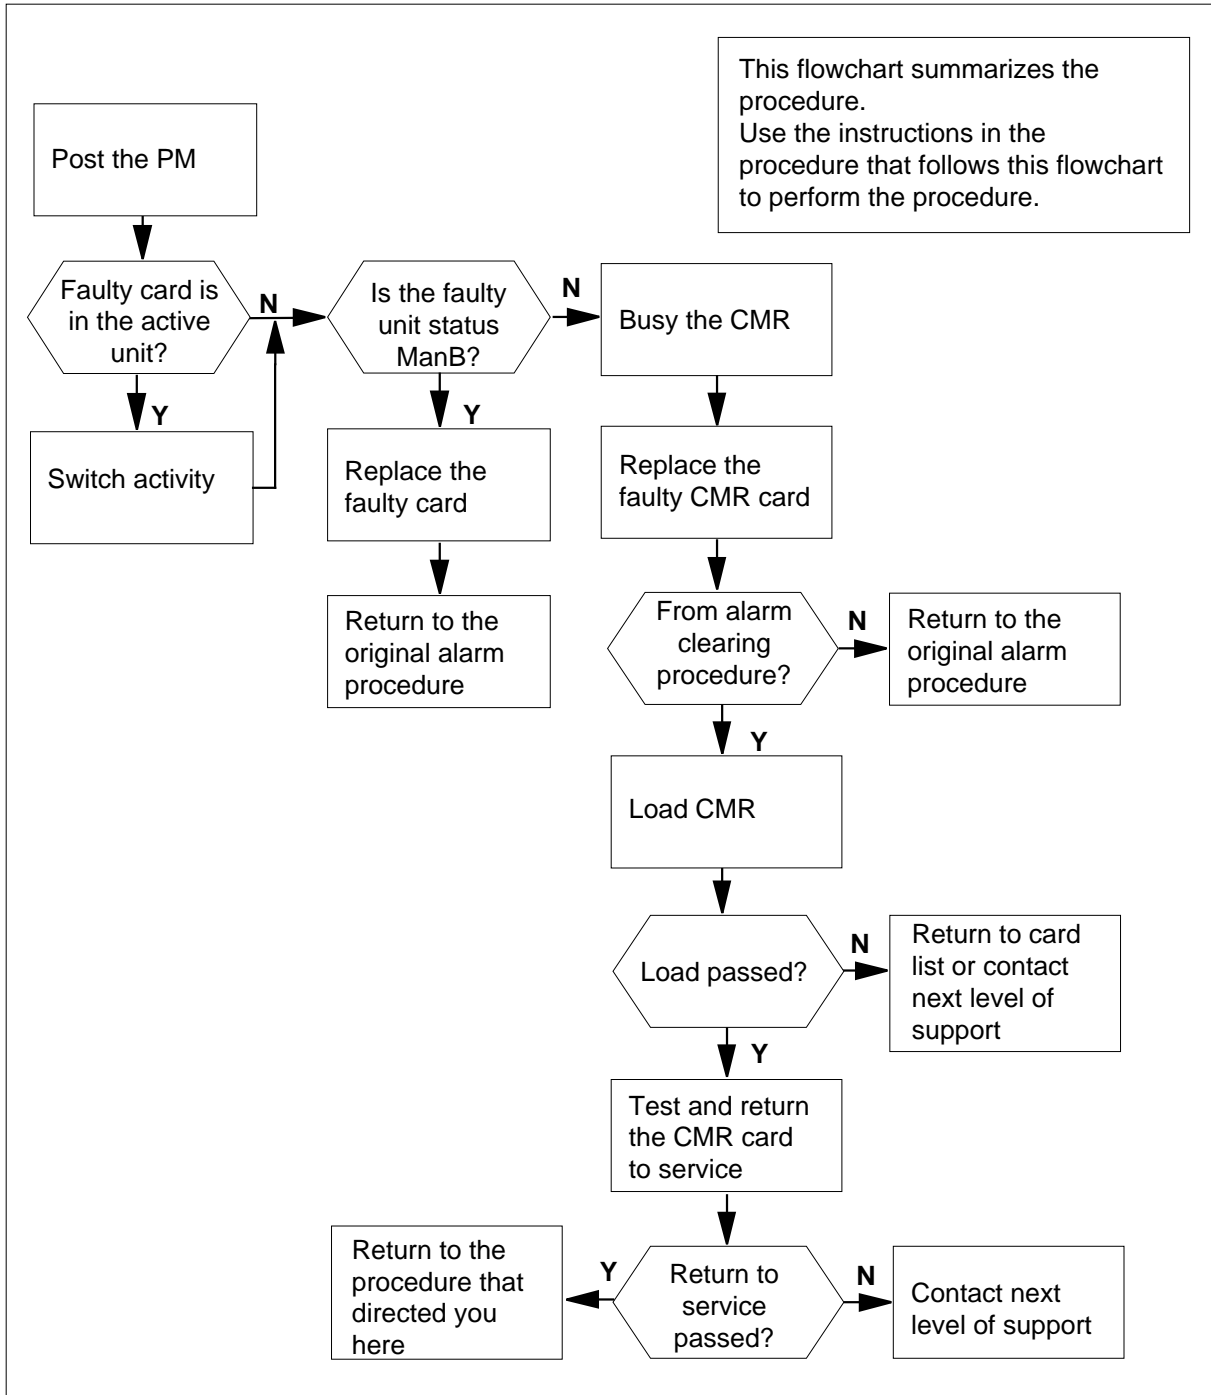 This flowchart summarizes the
procedure.
Use the instructions in the
procedure that follows this flowchart
to perform the procedure.
Post the PM
Faulty card is
in the active
unit?
N
Y
Switch activity
Is the faulty
unit status
ManB?
N
Y
Replace the
faulty card
Return to the
original alarm
procedure
Busy the CMR
Replace the
faulty CMR card
From alarm
clearing
procedure?
N
Return to the
original alarm
procedure
Y
Load CMR
Load passed?
N
Return to card
list or contact
next level of
support
Y
Test and return
the CMR card
to service
Return to
service
passed?
Y
Return to the
procedure that
directed you
here
N
Contact next
level of support